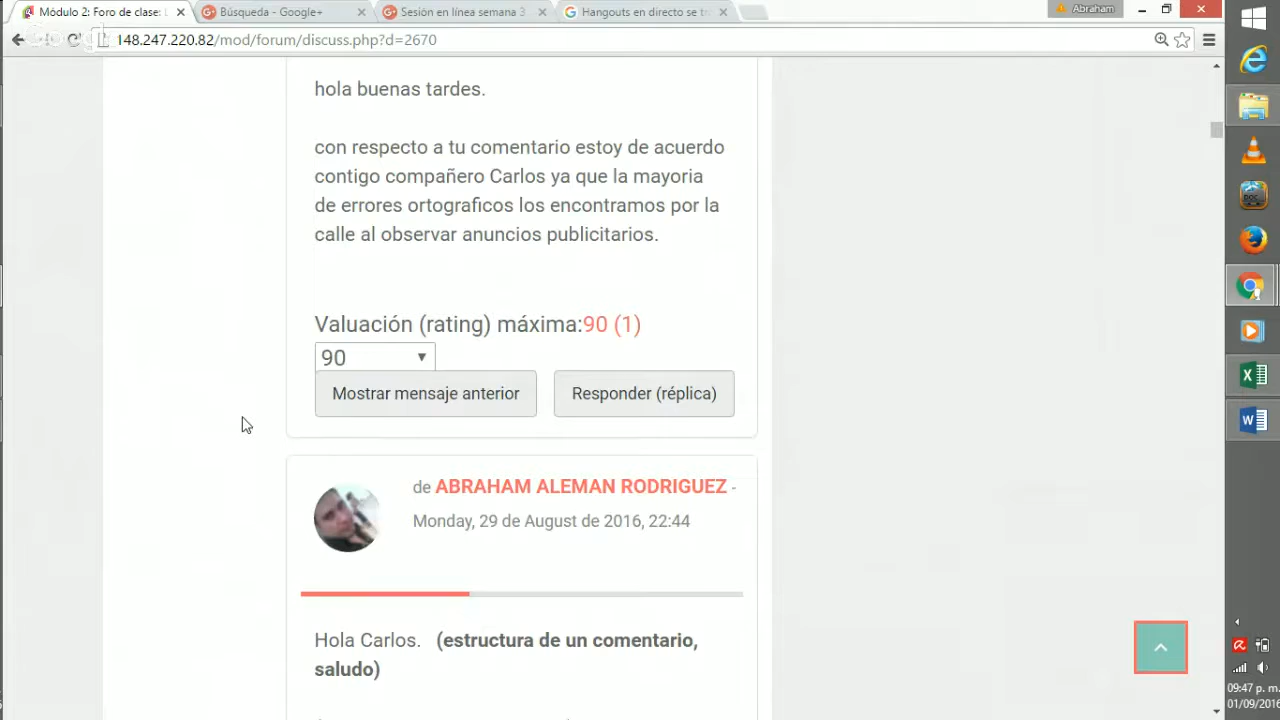 Módulo 2: Foro de clase: L
Búsqueda - Google+
Sesión en línea semana 3
Hangouts en directo se tr
Abraham
148.247.220.82/mod/forum/discuss.php?d=2670
hola buenas tardes.
con respecto a tu comentario estoy de acuerdo
contigo compañero Carlos ya que la mayoria
de errores ortograficos los encontramos por la
calle al observar anuncios publicitarios.
Valuación (rating) máxima:90 (1)
90
Mostrar mensaje anterior
Responder (réplica)
de ABRAHAM ALEMAN RODRIGUEZ -
Monday, 29 de August de 2016, 22:44
Hola Carlos. (estructura de un comentario,
saludo)
09:47 p. m.
01/09/2016